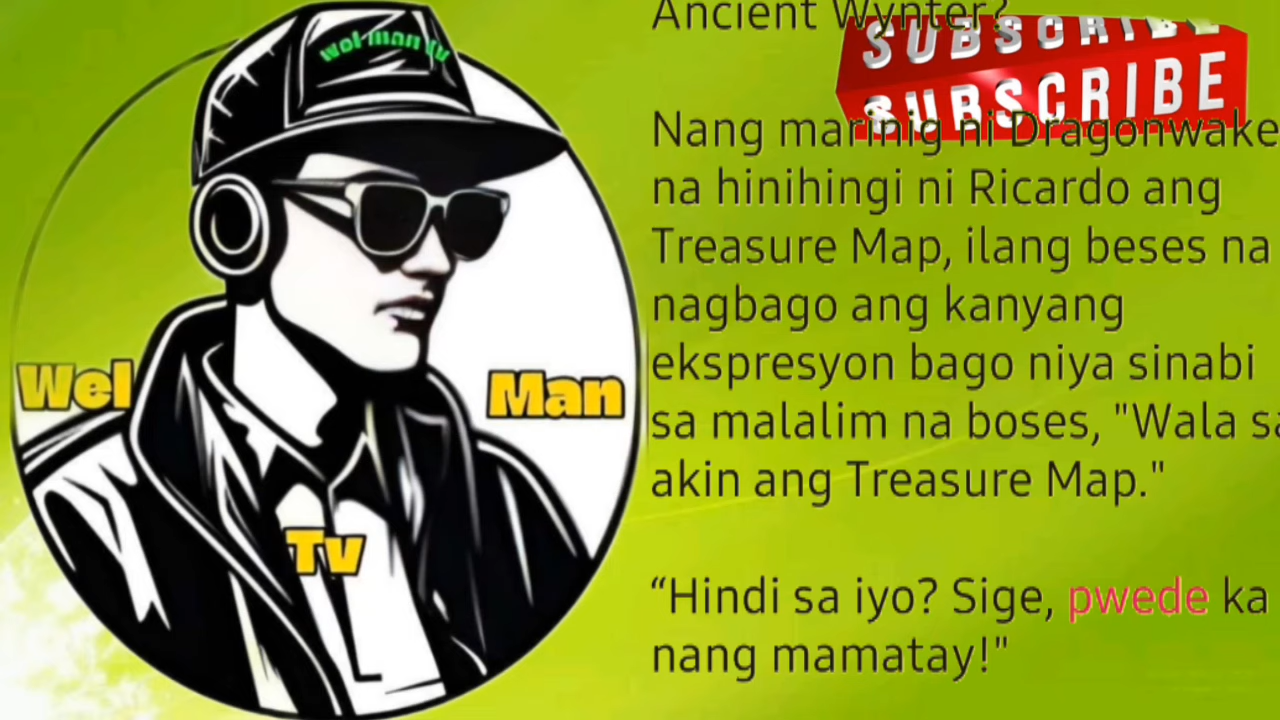 wel man tv
Wel
Man
Tv
Ancient Wynter?
SUBSCRIBE
SUBSCRIBE
Nang marinig ni Dragonwake
na hinihingi ni Ricardo ang
Treasure Map, ilang beses na
nagbago ang kanyang
ekspresyon bago niya sinabi
sa malalim na boses, "Wala sa
akin ang Treasure Map."
“Hindi sa iyo? Sige, pwede ka
nang mamatay!"